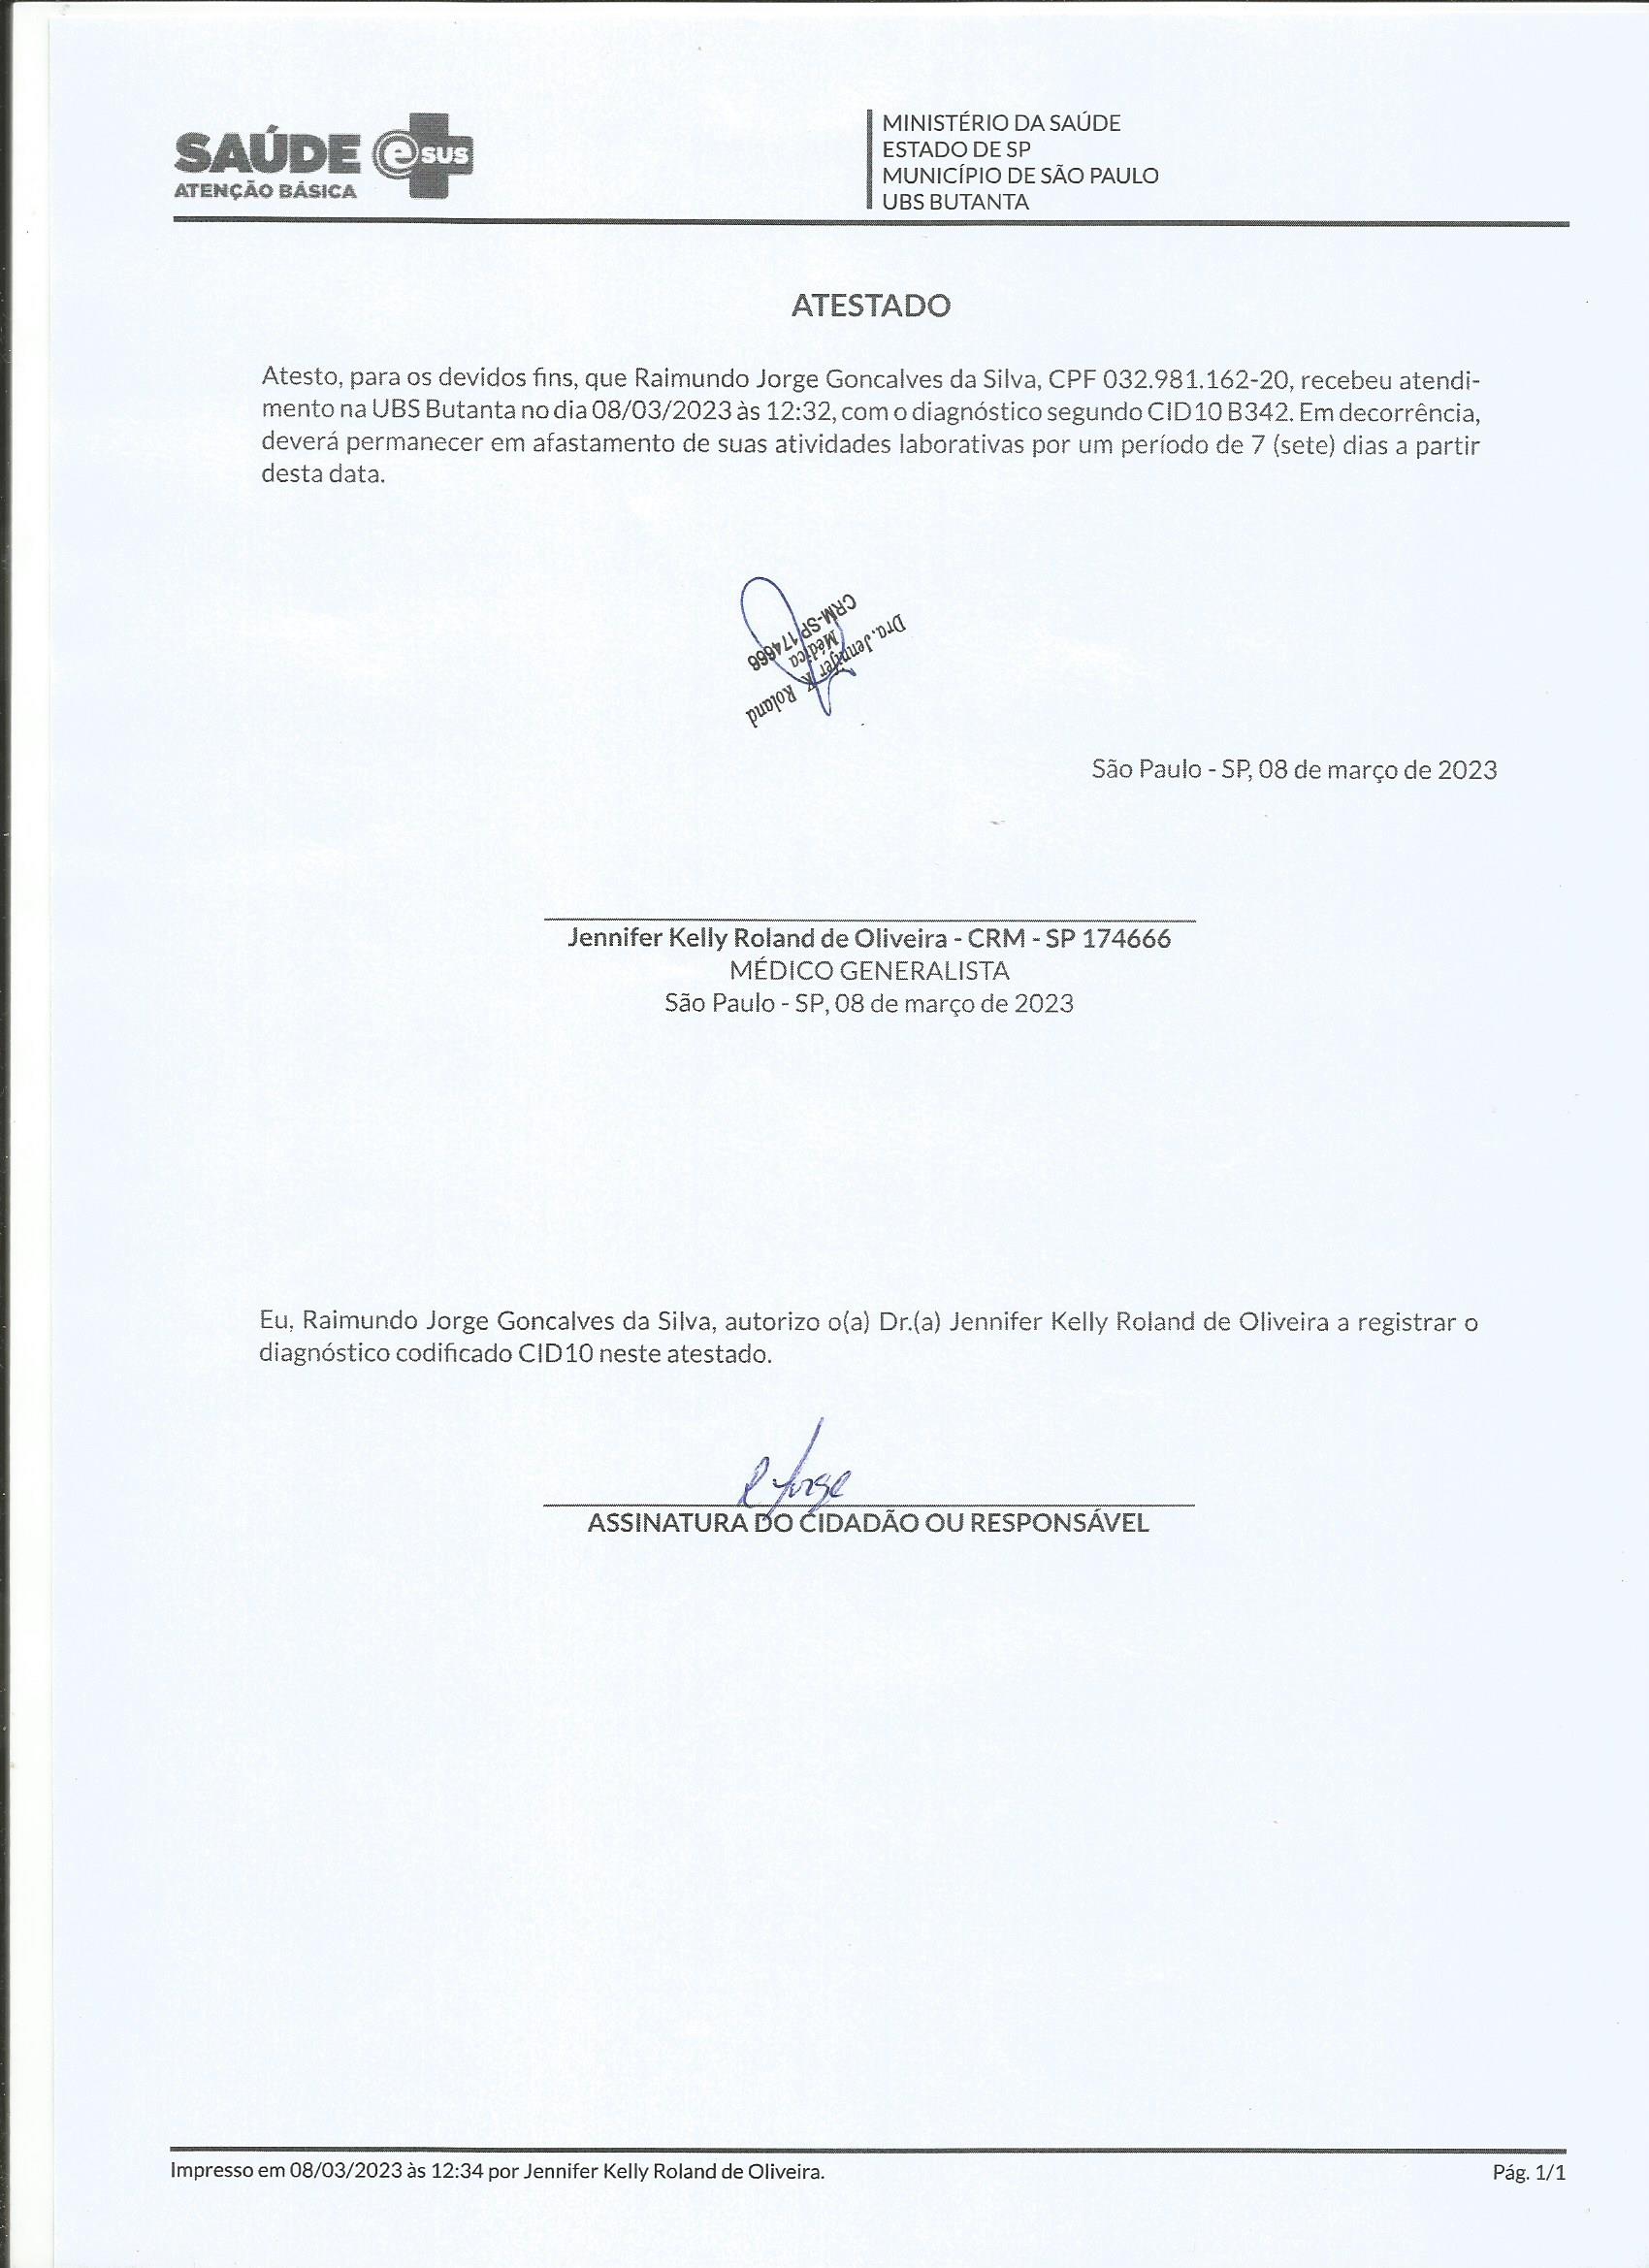 SAÚDE e SUS
ATENÇÃO BÁSICA
MINISTÉRIO DA SAÚDE
ESTADO DE SP
MUNICÍPIO DE SÃO PAULO
UBS BUTANTA
ATESTADO
Atesto, para os devidos fins, que Raimundo Jorge Goncalves da Silva, CPF 032.981.162-20, recebeu atendi-
mento na UBS Butanta no dia 08/03/2023 às 12:32, com o diagnóstico segundo CID10 B342. Em decorrência,
deverá permanecer em afastamento de suas atividades laborativas por um período de 7 (sete) dias a partir
desta data.
Dra. Jennifer K Roland
Médica
CRM-SP 174666
São Paulo - SP, 08 de março de 2023
Jennifer Kelly Roland de Oliveira - CRM - SP 174666
MÉDICO GENERALISTA
São Paulo - SP, 08 de março de 2023
Eu, Raimundo Jorge Goncalves da Silva, autorizo o(a) Dr.(a) Jennifer Kelly Roland de Oliveira a registrar o
diagnóstico codificado CID10 neste atestado.
R Jorge
ASSINATURA DO CIDADÃO OU RESPONSÁVEL
Impresso em 08/03/2023 às 12:34 por Jennifer Kelly Roland de Oliveira.
Pág. 1/1